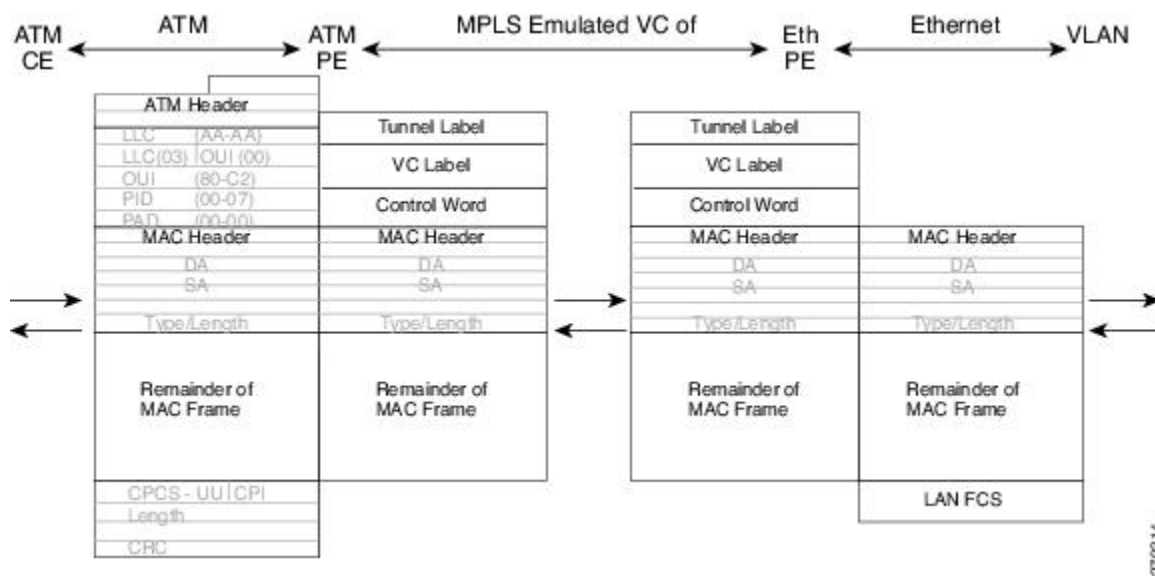 ATM CE
ATM
ATM PE
MPLS Emulated VC of
Eth PE
Ethernet
VLAN
ATM Header
LLC (AA-AA)
LLC(03) OUI (00)
OUI (80-C2)
PID (00-07)
PAD (00-00)
MAC Header
DA
SA
Type/Length
Remainder of
MAC Frame
CPCS - UU CPI
Length
CRC
Tunnel Label
VC Label
Control Word
MAC Header
DA
SA
Type/Length
Remainder of
MAC Frame
Tunnel Label
VC Label
Control Word
MAC Header
DA
SA
Type/Length
Remainder of
MAC Frame
MAC Header
DA
SA
Type/Length
Remainder of
MAC Frame
LAN FCS